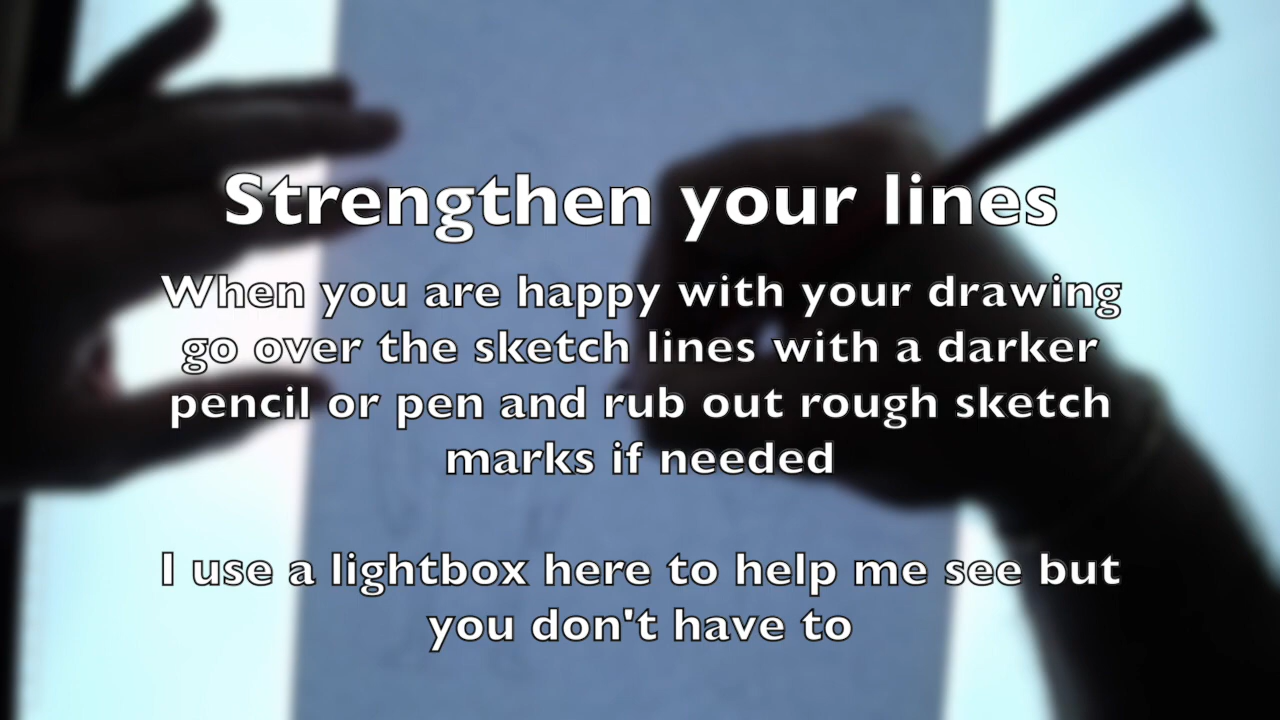 Strengthen your lines
When you are happy with your drawing
go over the sketch lines with a darker
pencil or pen and rub out rough sketch
marks if needed
I use a lightbox here to help me see but
you don't have to